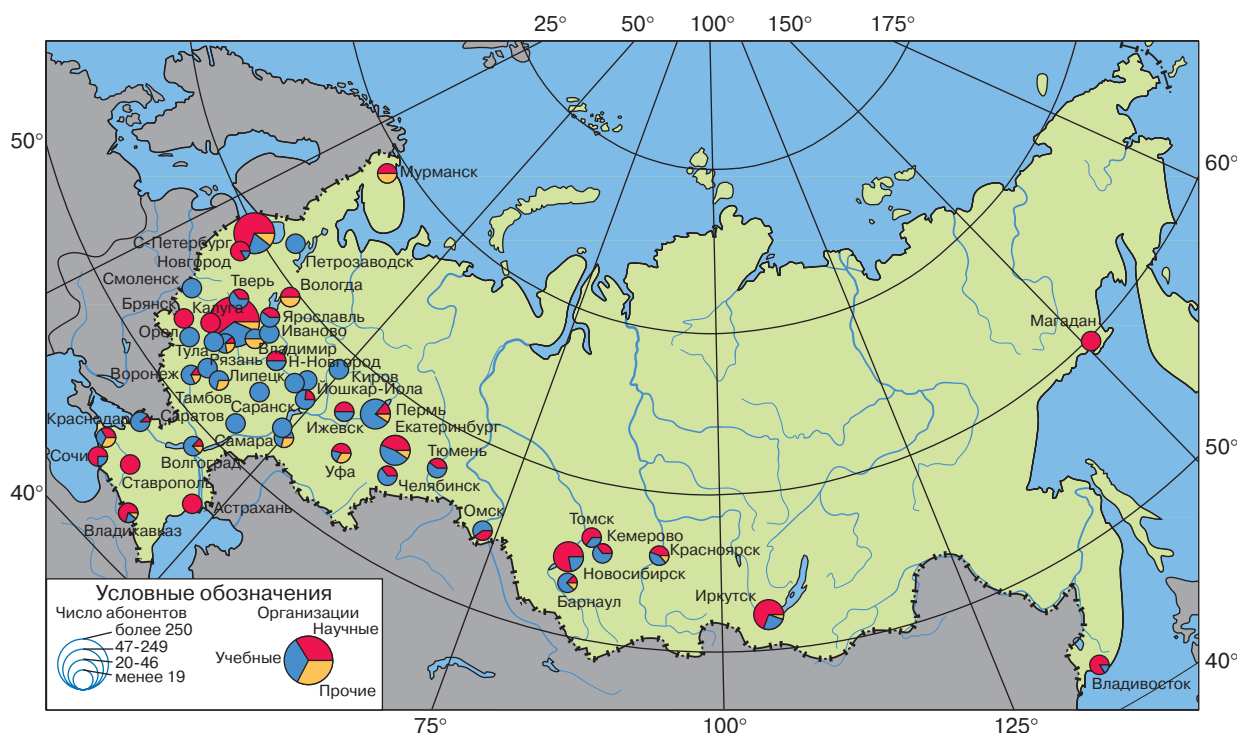 25° 50° 100° 150° 175°
50°
60°
Мурманск
С-Петербург
Новгород
Петрозаводск
Смоленск
Тверь
Вологда
Брянск
Калуга
Ярославль
Орел
Иваново
Магадан
Тула
Владимир
Рязань
Н-Новгород
Воронеж
Липецк
Киров
Йошкар-Йола
Тамбов
Саранск
Краснодар
Саратов
Пермь
Ижевск
Екатеринбург
Самара
Сочи
Волгоград
Уфа
Тюмень
50°
Ставрополь
Челябинск
40°
Астрахань
Омск
Владикавказ
Томск
Кемерово
Красноярск
Новосибирск
Барнаул
Иркутск
Владивосток
40°
Условные обозначения
Число абонентов
более 250
47-249
20-46
менее 19
Организации
Научные
Учебные
Прочие
75° 100° 125°